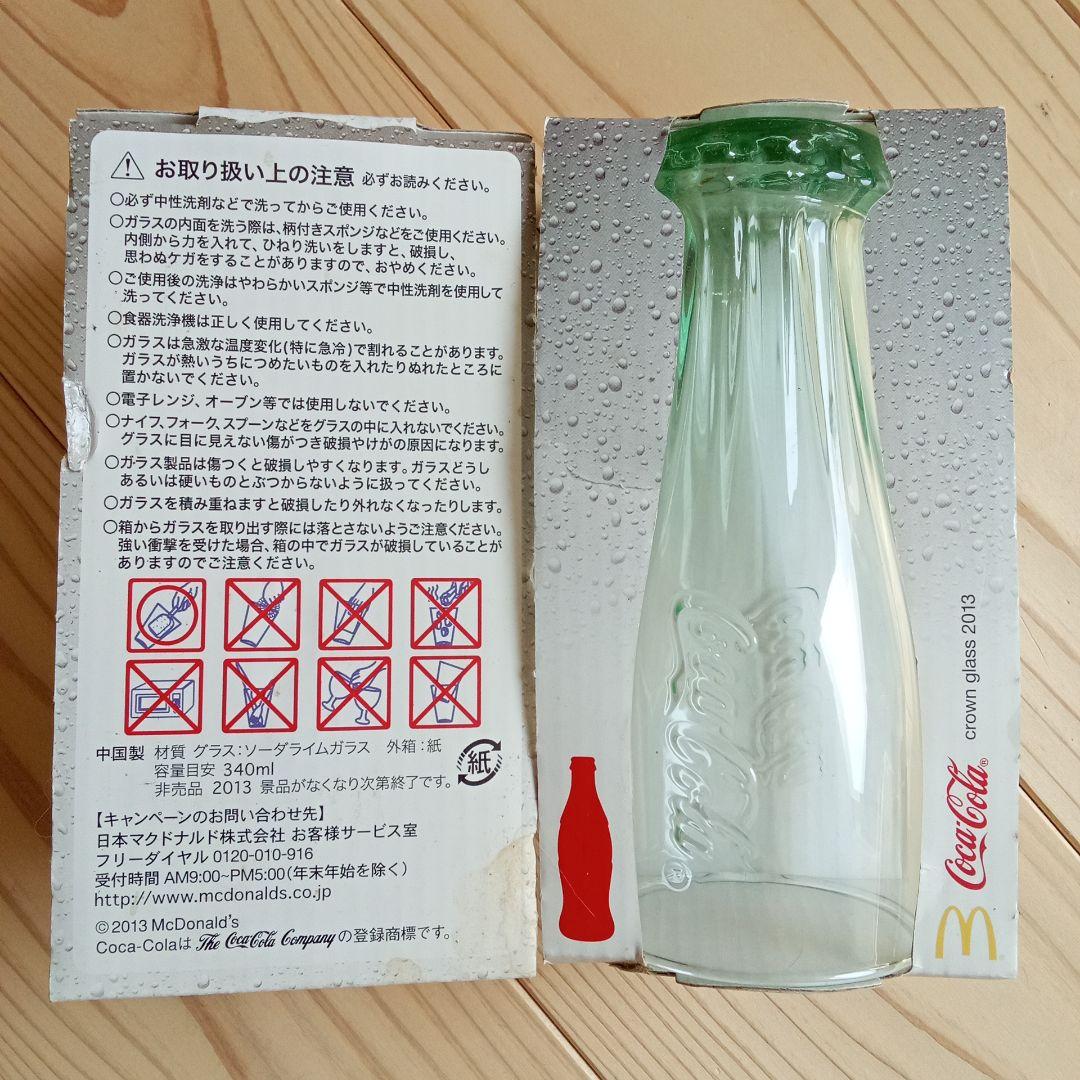 お取り扱い上の注意 必ずお読みください。
○必ず中性洗剤などで洗ってからご使用ください。
○ガラスの内面を洗う際は、柄付きスポンジなどをご使用ください。
内側から力を入れて、ひねり洗いをしますと、破損し、
思わぬケガをすることがありますので、おやめください。
○ご使用後の洗浄はやわらかいスポンジ等で中性洗剤を使用して
洗ってください。
○食器洗浄機は正しく使用してください。
○ガラスは急激な温度変化(特に急冷)で割れることがあります。
ガラスが熱いうちにつめたいものを入れたりぬれたところに
置かないでください。
○電子レンジ、オーブン等では使用しないでください。
○ナイフ、フォーク、スプーンなどをグラスの中に入れないでください。
グラスに目に見えない傷がつき破損やけがの原因になります。
○ガラス製品は傷つくと破損しやすくなります。ガラスどうし
あるいは硬いものとぶつからないように扱ってください。
○ガラスを積み重ねますと破損したり外れなくなったりします。
○箱からガラスを取り出す際には落とさないようご注意ください。
強い衝撃を受けた場合、箱の中でガラスが破損していることが
ありますのでご注意ください。
中国製 材質 グラス:ソーダライムガラス 外箱:紙
容量目安 340ml
非売品 2013 景品がなくなり次第終了です。
紙
【キャンペーンのお問い合わせ先】
日本マクドナルド株式会社 お客様サービス室
フリーダイヤル 0120-010-916
受付時間 AM9:00~PM5:00(年末年始を除く)
http://www.mcdonalds.co.jp
©2013 McDonald's
Coca-Colaは The Coca-Cola Company の登録商標です。
Coca-Cola®
crown glass 2013
Coca-Cola®
M